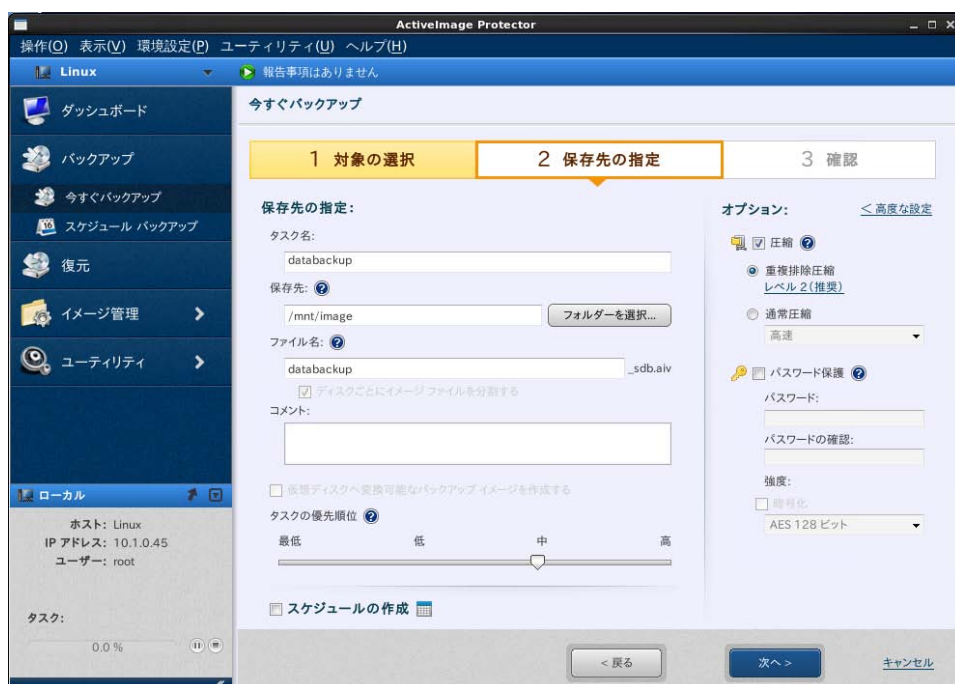 ActiveImage Protector
操作(O) 表示(V) 環境設定(P) ユーティリティ(U) ヘルプ(H)
Linux
報告事項はありません
ダッシュボード
バックアップ
今すぐバックアップ
スケジュール バックアップ
復元
イメージ管理
ユーティリティ
ローカル
ホスト: Linux
IP アドレス: 10.1.0.45
ユーザー: root
タスク:
0.0 %
今すぐバックアップ
1 対象の選択
2 保存先の指定
3 確認
保存先の指定:
タスク名:
databackup
保存先:
/mnt/image
フォルダーを選択...
ファイル名:
databackup
_sdb.aiv
ディスクごとにイメージ ファイルを分割する
コメント:
仮想ディスクへ変換可能なバックアップ イメージを作成する
タスクの優先順位
最低 低 中 高
スケジュールの作成
オプション:
< 高度な設定
圧縮
重複排除圧縮
レベル 2(推奨)
通常圧縮
高速
パスワード保護
パスワード:
パスワードの確認:
強度:
暗号化
AES 128 ビット
< 戻る
次へ >
キャンセル